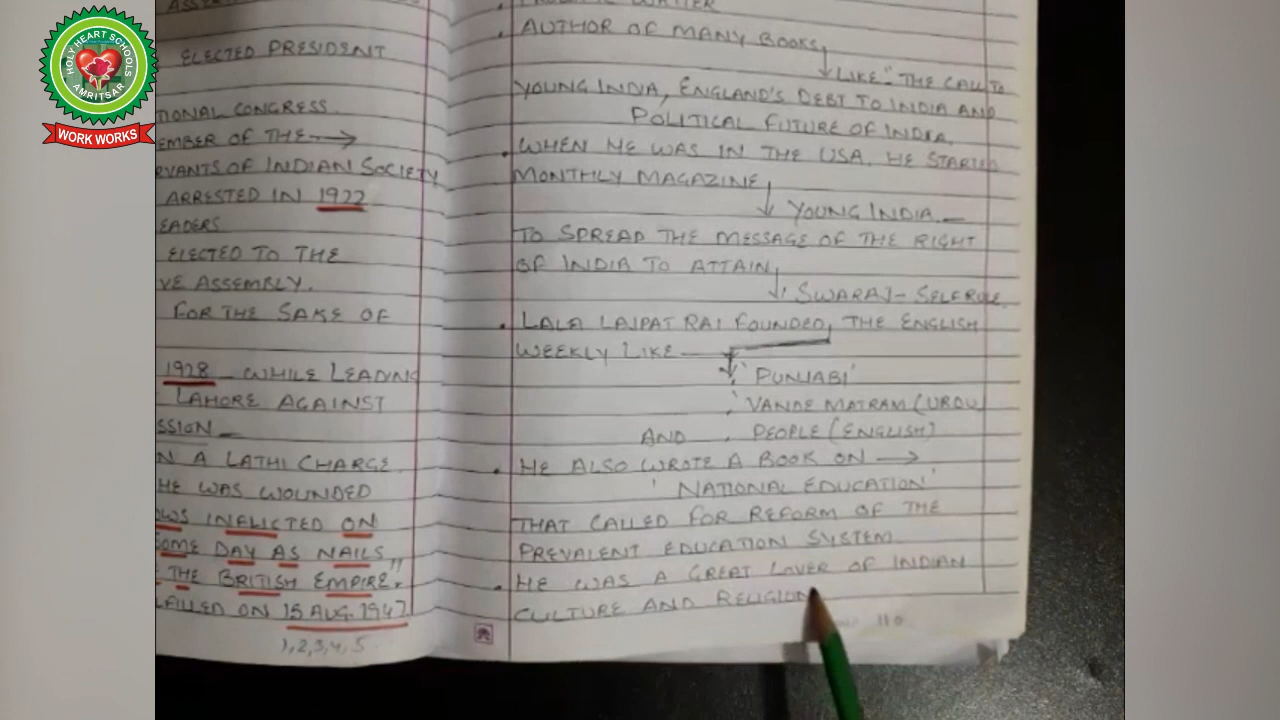 HOLY HEART SCHOOLS
AMRITSAR
WORK WORKS
ELECTED PRESIDENT
TIONAL CONGRESS
EMBER OF THE →
RVANTS OF INDIAN SOCIETY
ARRESTED IN 1922
EADERS
ELECTED TO THE
VE ASSEMBLY.
FOR THE SAKE OF
1928 WHILE LEADING
LAHORE AGAINST
SSION
N A LATHI CHARGE
HE WAS WOUNDED
OWS INFLICTED ON
SOME DAY AS NAILS
THE BRITISH EMPIRE."
ON 15 AUG. 1947
1,2,3,4,5
WRITER
. AUTHOR OF MANY BOOKS,
↓ LIKE "THE CALL TO
YOUNG INDIA, ENGLAND'S DEBT TO INDIA AND
POLITICAL FUTURE OF INDIA.
. WHEN HE WAS IN THE USA. HE STARTED
MONTHLY MAGAZINE,
↓ YOUNG INDIA
TO SPREAD THE MESSAGE OF THE RIGHT
OF INDIA TO ATTAIN,
↓ SWARAJ - SELFRULE
. LALA LAJPAT RAI FOUNDED, THE ENGLISH
WEEKLY LIKE
'PUNJABI'
'VANDE MATRAM (URDU
AND , PEOPLE (ENGLISH)
. HE ALSO WROTE A BOOK ON →
'NATIONAL EDUCATION'
THAT CALLED FOR REFORM OF THE
PREVALENT EDUCATION SYSTEM
. HE WAS A GREAT LOVER OF INDIAN
CULTURE AND RELIGION